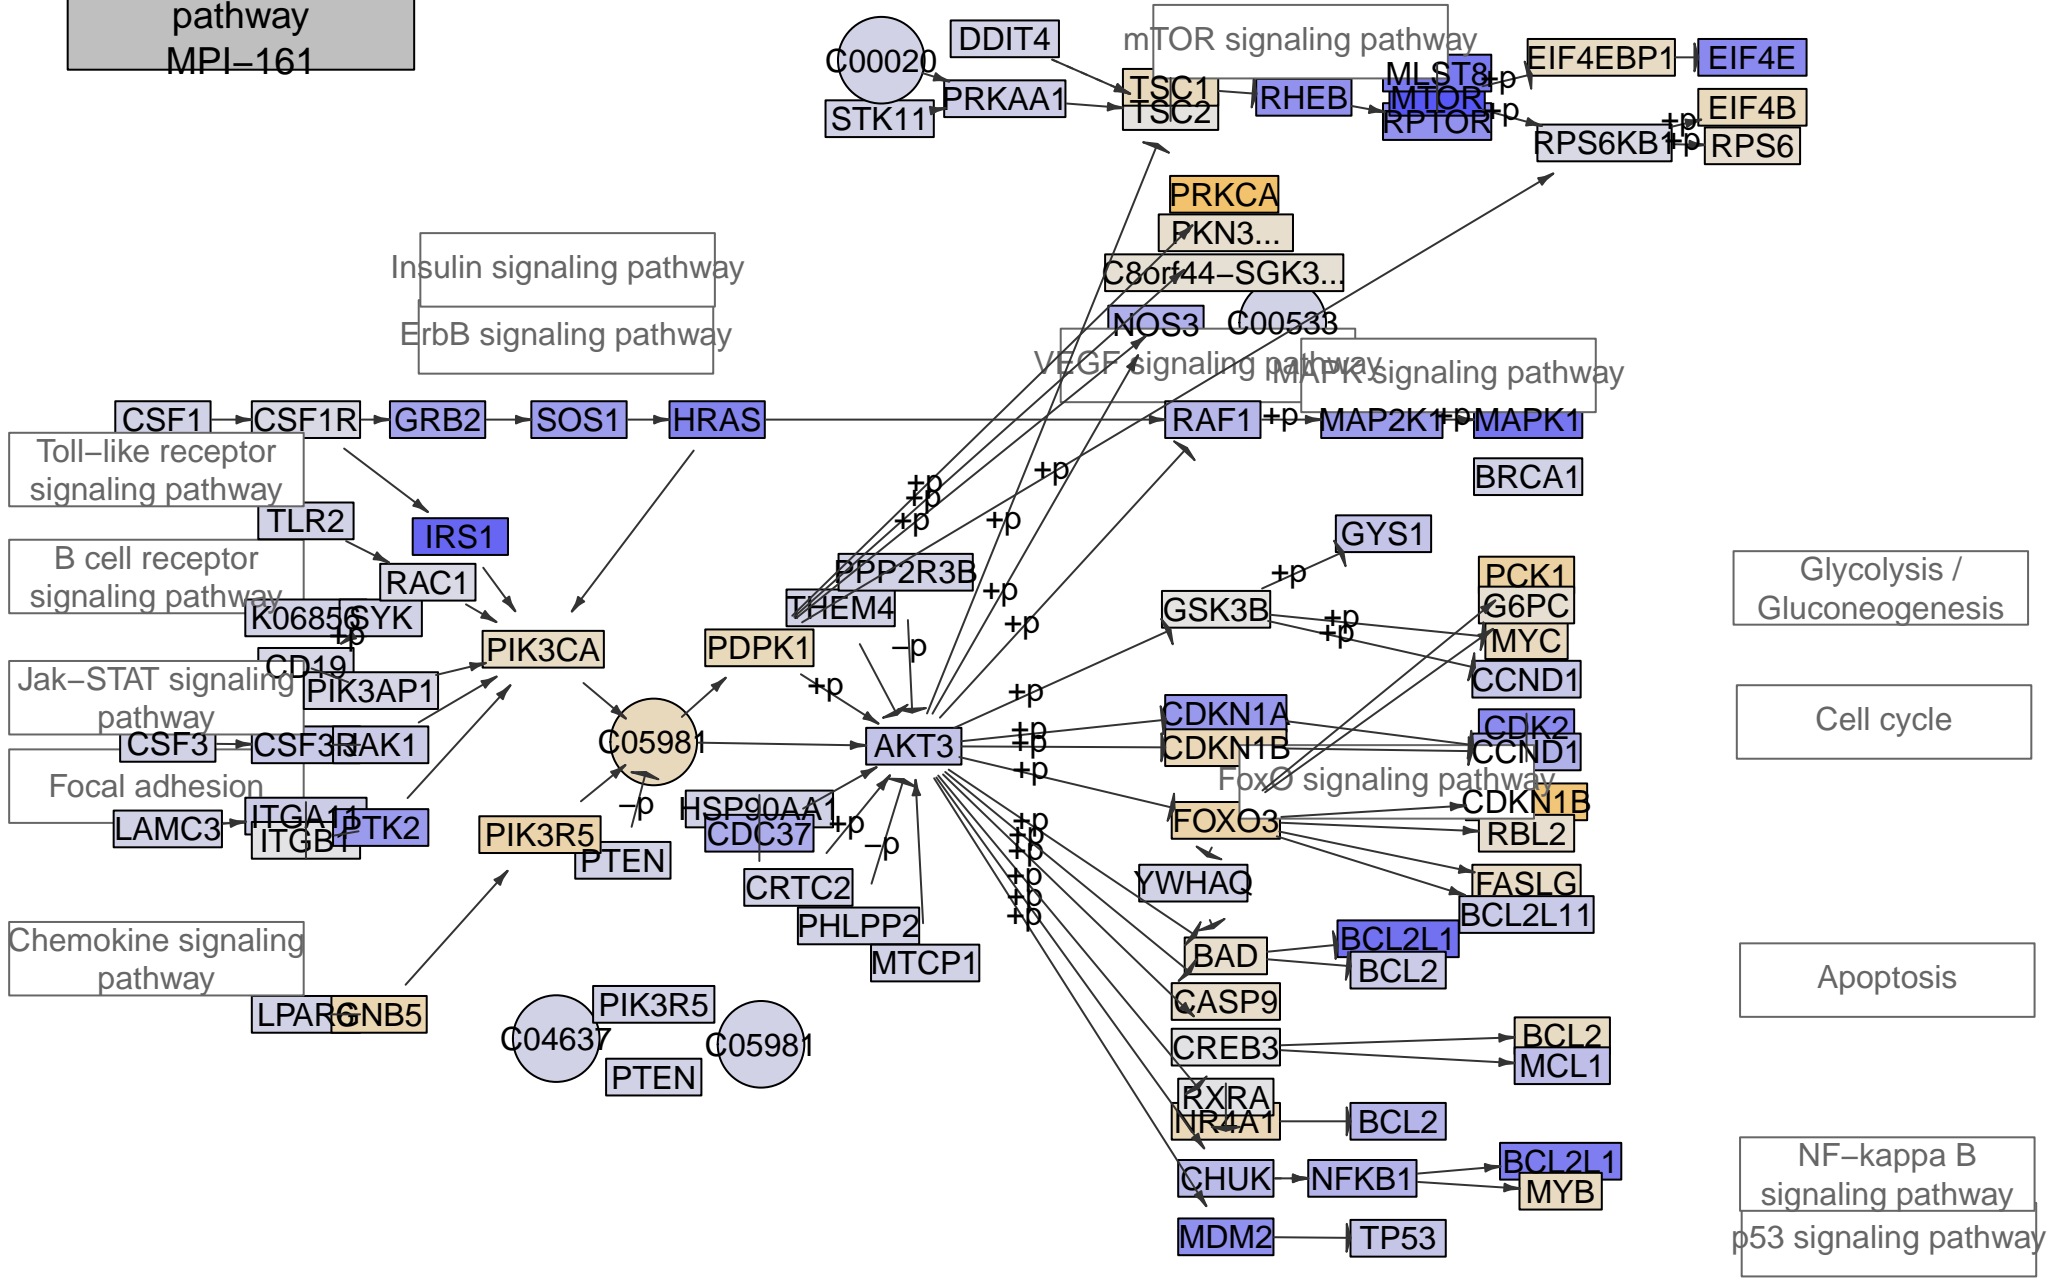 pathway
MPI−161
C00020
DDIT4
STK11
PRKAA1
TSC1
TSC2
mTOR signaling pathway
RHEB
MLST8
MTOR
RPTOR
+p
+p
EIF4EBP1
EIF4E
EIF4B
RPS6KB1
+p
+p
RPS6
PRKCA
PKN3...
C8orf44−SGK3...
NOS3
C00533
Insulin signaling pathway
ErbB signaling pathway
VEGF signaling pathway
MAPK signaling pathway
CSF1
CSF1R
GRB2
SOS1
HRAS
RAF1
+p
MAP2K1
+p
MAPK1
BRCA1
Toll−like receptor
signaling pathway
TLR2
IRS1
RAC1
B cell receptor
signaling pathway
K06856
SYK
+p
CD19
PIK3AP1
PIK3CA
PDPK1
THEM4
PPP2R3B
+p
+p
+p
+p
+p
+p
+p
−p
+p
GSK3B
+p
GYS1
+p
+p
PCK1
G6PC
MYC
CCND1
Glycolysis /
Gluconeogenesis
Jak−STAT signaling
pathway
CSF3
CSF3R
JAK1
C05981
AKT3
+p
+p
+p
+p
CDKN1A
CDKN1B
CDK2
CCND1
Cell cycle
Focal adhesion
LAMC3
ITGA11
ITGB1
PTK2
PIK3R5
−p
PTEN
HSP90AA1
CDC37
+p
−p
CRTC2
PHLPP2
MTCP1
FoxO signaling pathway
FOXO3
CDKN1B
RBL2
FASLG
BCL2L11
YWHAQ
+p
+p
+p
+p
+p
+p
BAD
BCL2L1
BCL2
CASP9
Apoptosis
Chemokine signaling
pathway
LPAR6
GNB5
C04637
PIK3R5
C05981
PTEN
CREB3
BCL2
MCL1
RXRA
NR4A1
BCL2
CHUK
NFKB1
BCL2L1
MYB
NF−kappa B
signaling pathway
MDM2
TP53
p53 signaling pathway